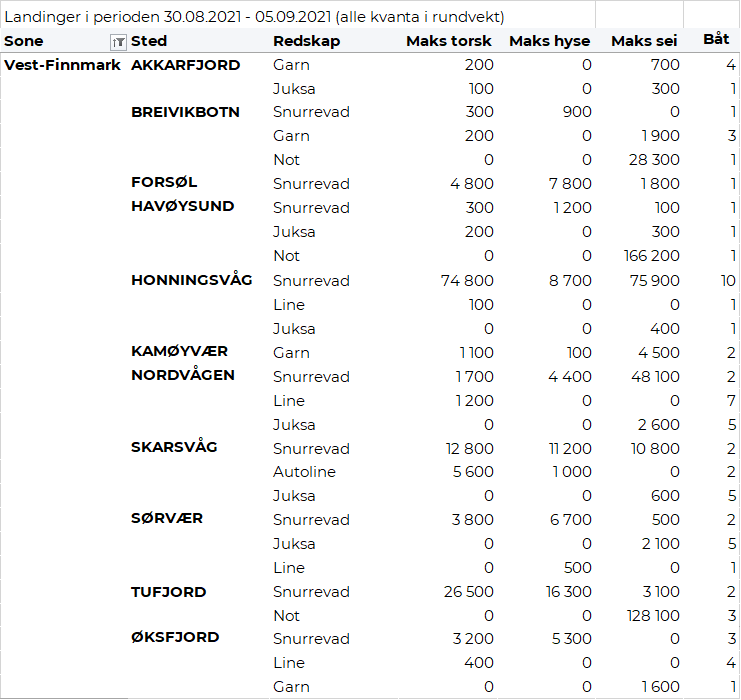 Landinger i perioden 30.08.2021 - 05.09.2021 (alle kvanta i rundvekt)
Sone Sted Redskap Maks torsk Maks hyse Maks sei Båt
Vest-Finnmark AKKARFJORD Garn 200 0 700 4
Juksa 100 0 300 1
BREIVIKBOTN Snurrevad 300 900 0 1
Garn 200 0 1 900 3
Not 0 0 28 300 1
FORSØL Snurrevad 4 800 7 800 1 800 1
HAVØYSUND Snurrevad 300 1 200 100 1
Juksa 200 0 300 1
Not 0 0 166 200 1
HONNINGSVÅG Snurrevad 74 800 8 700 75 900 10
Line 100 0 0 1
Juksa 0 0 400 1
KAMØYVÆR Garn 1 100 100 4 500 2
NORDVÅGEN Snurrevad 1 700 4 400 48 100 2
Line 1 200 0 0 7
Juksa 0 0 2 600 5
SKARSVÅG Snurrevad 12 800 11 200 10 800 2
Autoline 5 600 1 000 0 2
Juksa 0 0 600 5
SØRVÆR Snurrevad 3 800 6 700 500 2
Juksa 0 0 2 100 5
Line 0 500 0 1
TUFJORD Snurrevad 26 500 16 300 3 100 2
Not 0 0 128 100 3
ØKSFJORD Snurrevad 3 200 5 300 0 3
Line 400 0 0 4
Garn 0 0 1 600 1